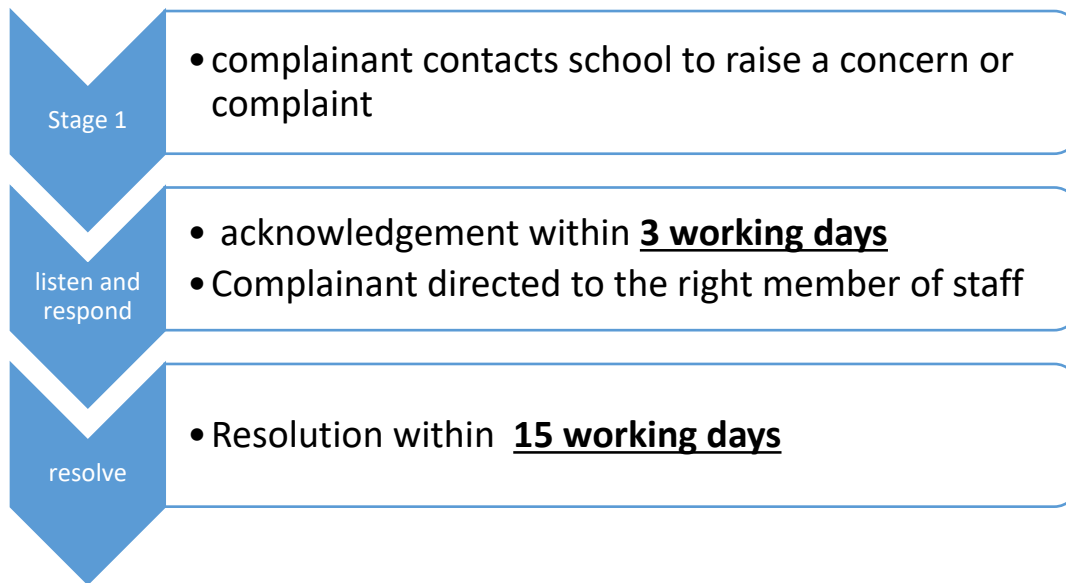 Stage 1
• complainant contacts school to raise a concern or
complaint
listen and
respond
• acknowledgement within 3 working days
• Complainant directed to the right member of staff
resolve
• Resolution within 15 working days